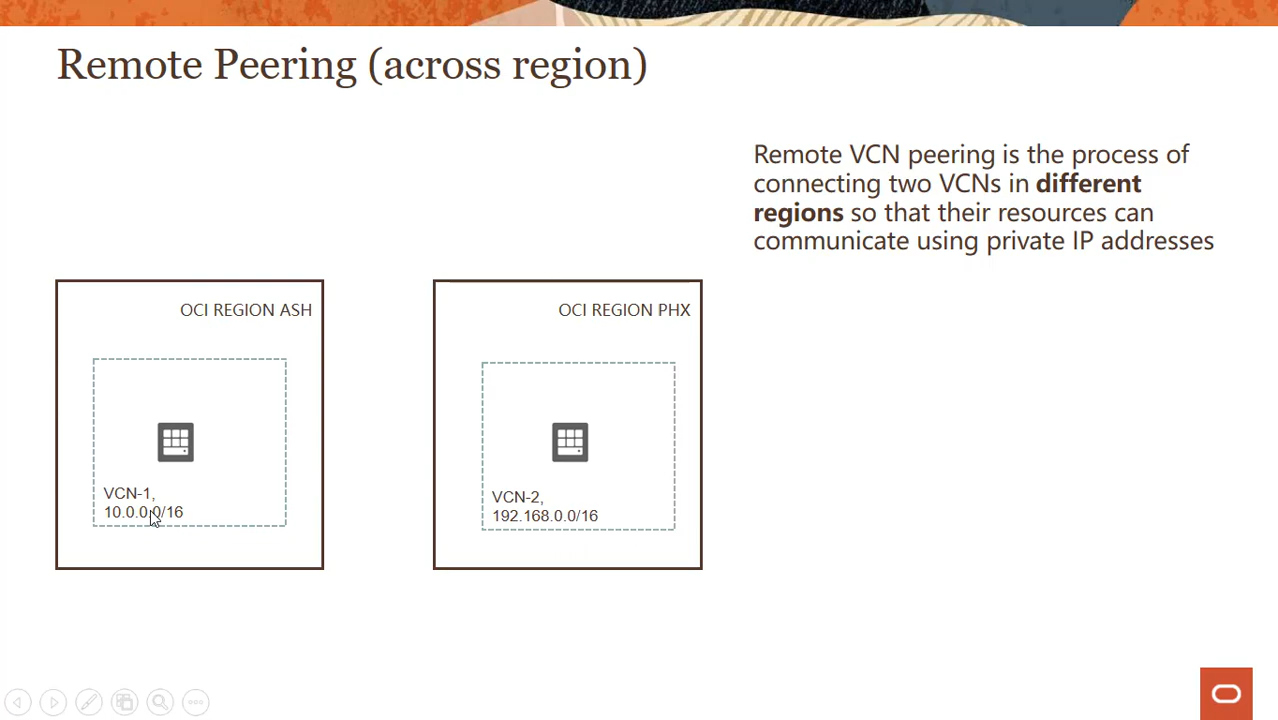 Remote Peering (across region)
Remote VCN peering is the process of
connecting two VCNs in different
regions so that their resources can
communicate using private IP addresses
OCI REGION ASH
VCN-1,
10.0.0.0/16
OCI REGION PHX
VCN-2,
192.168.0.0/16